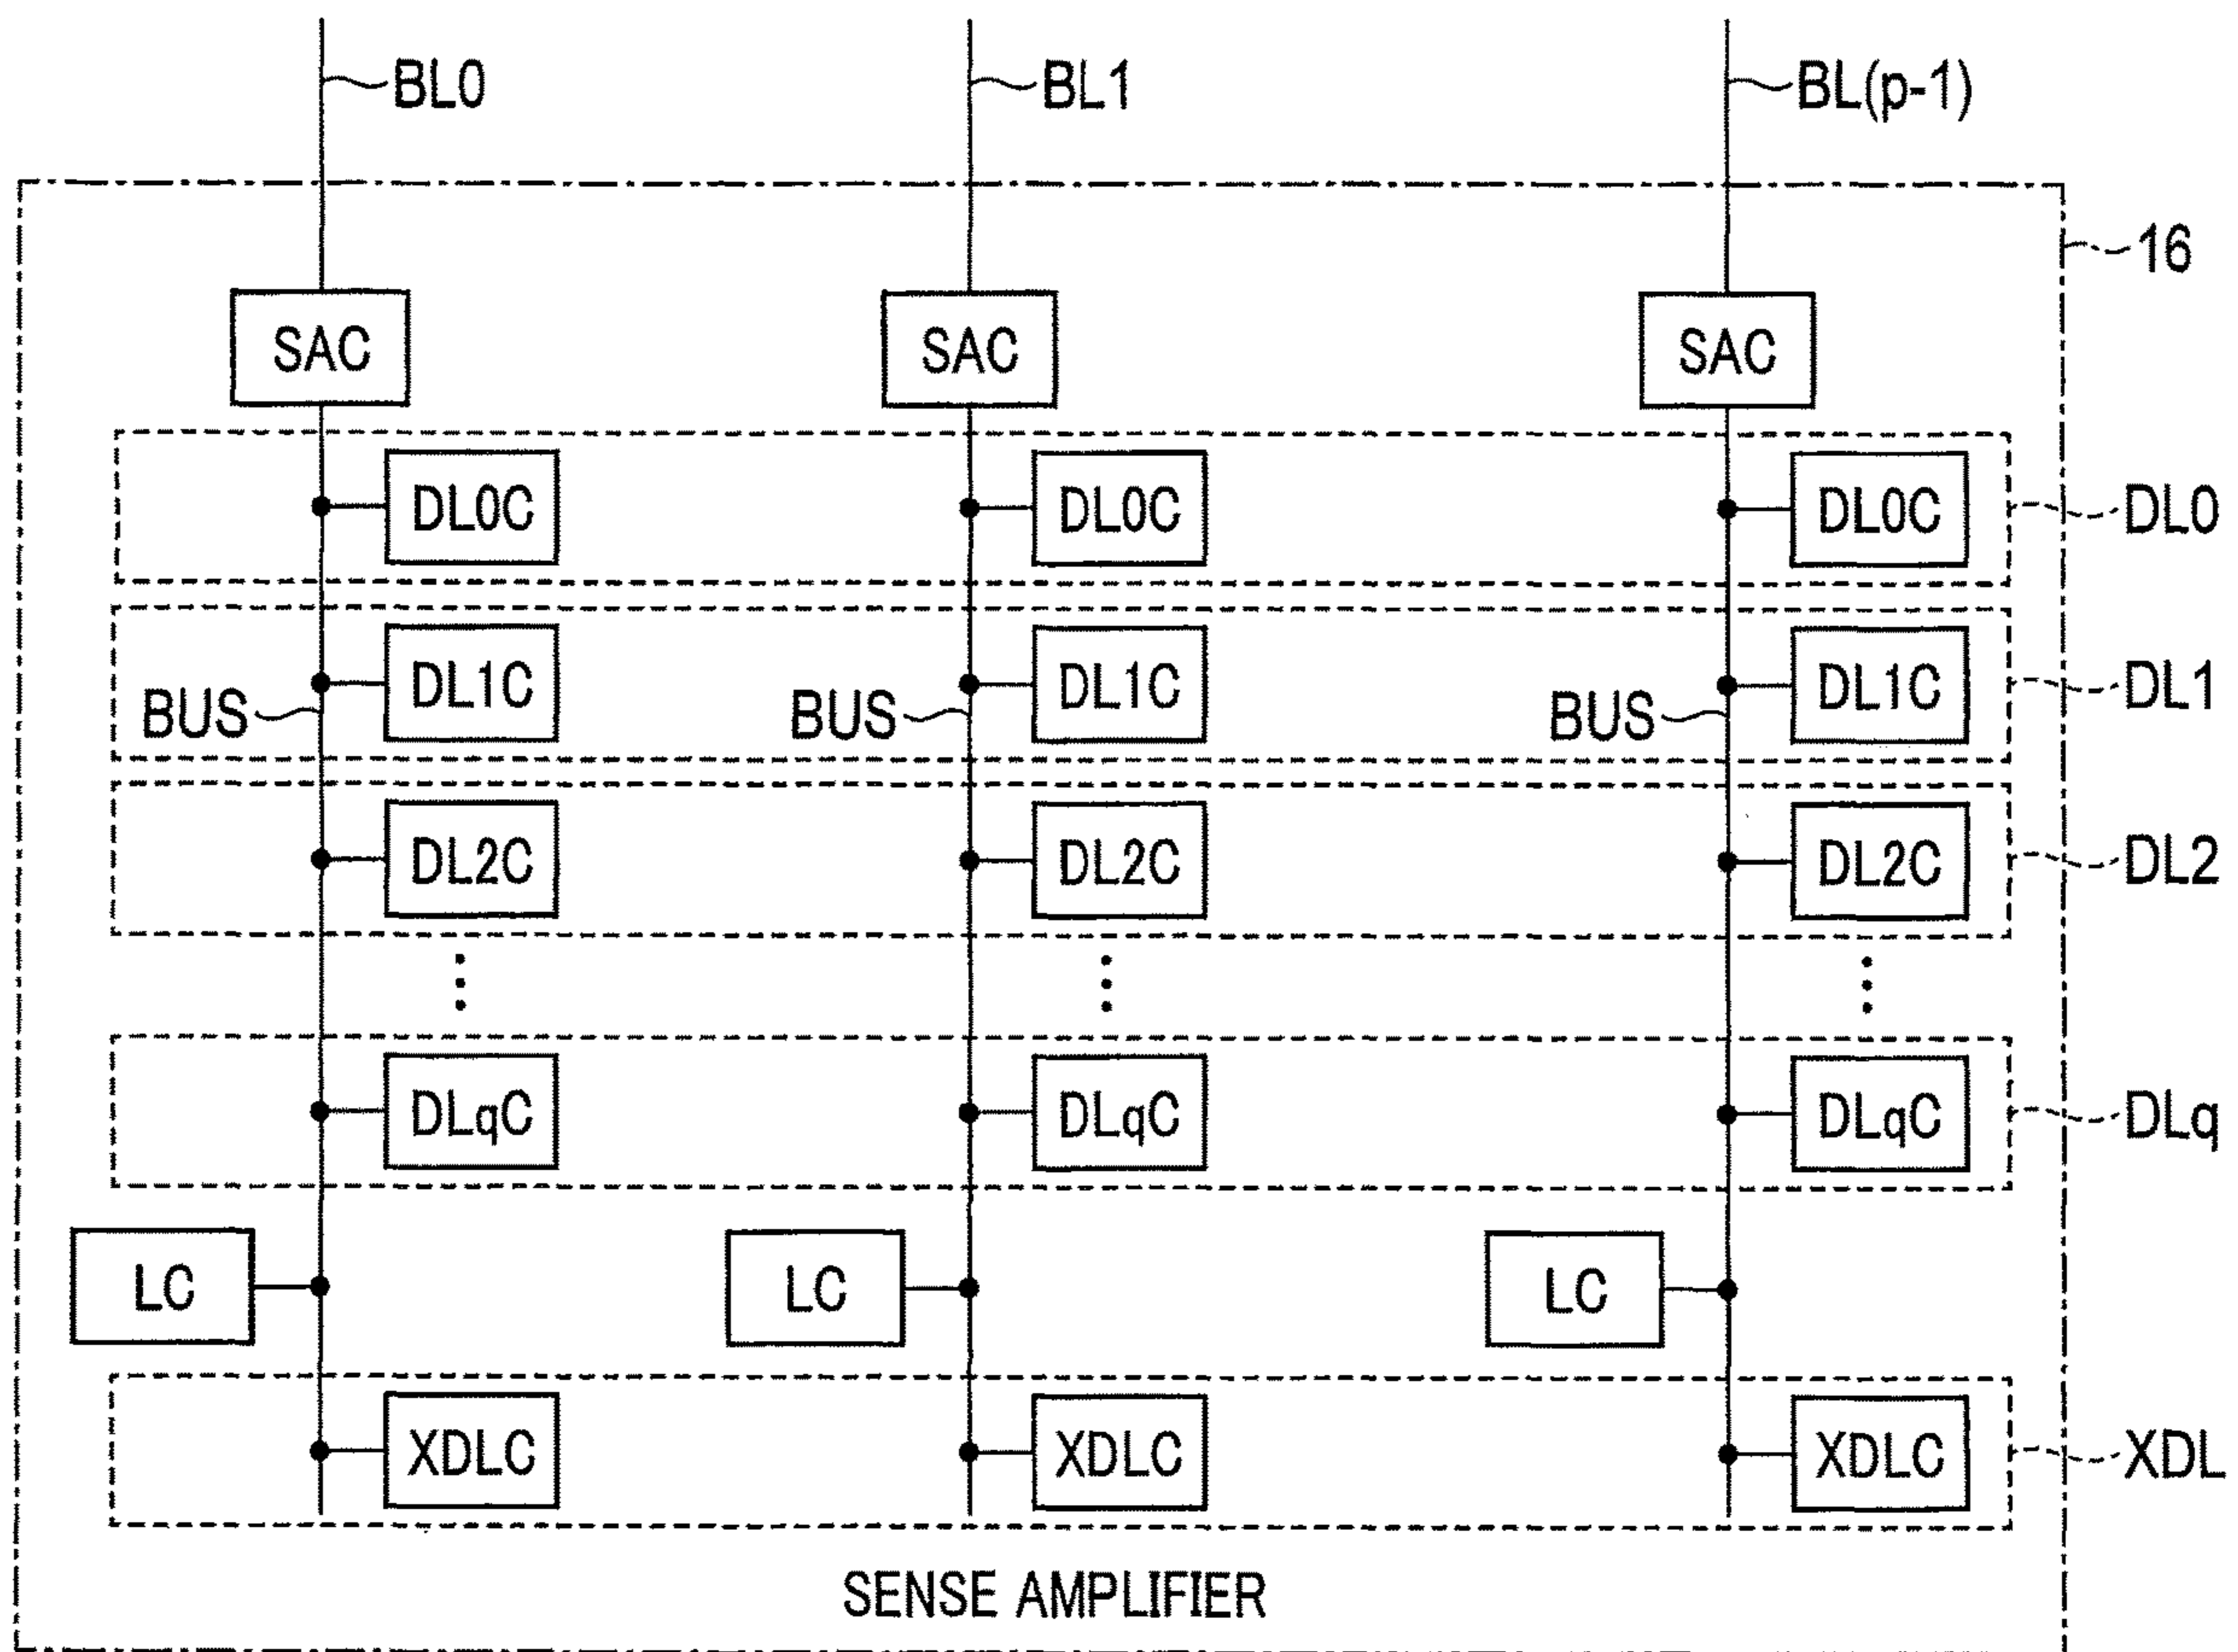 BL0 BL1 BL(p-1)
16
SAC SAC SAC
DL0C DL0C DL0C DL0
DL1C DL1C DL1C DL1
BUS BUS BUS
DL2C DL2C DL2C DL2
DLqC DLqC DLqC DLq
LC LC LC
XDLC XDLC XDLC XDL
SENSE AMPLIFIER